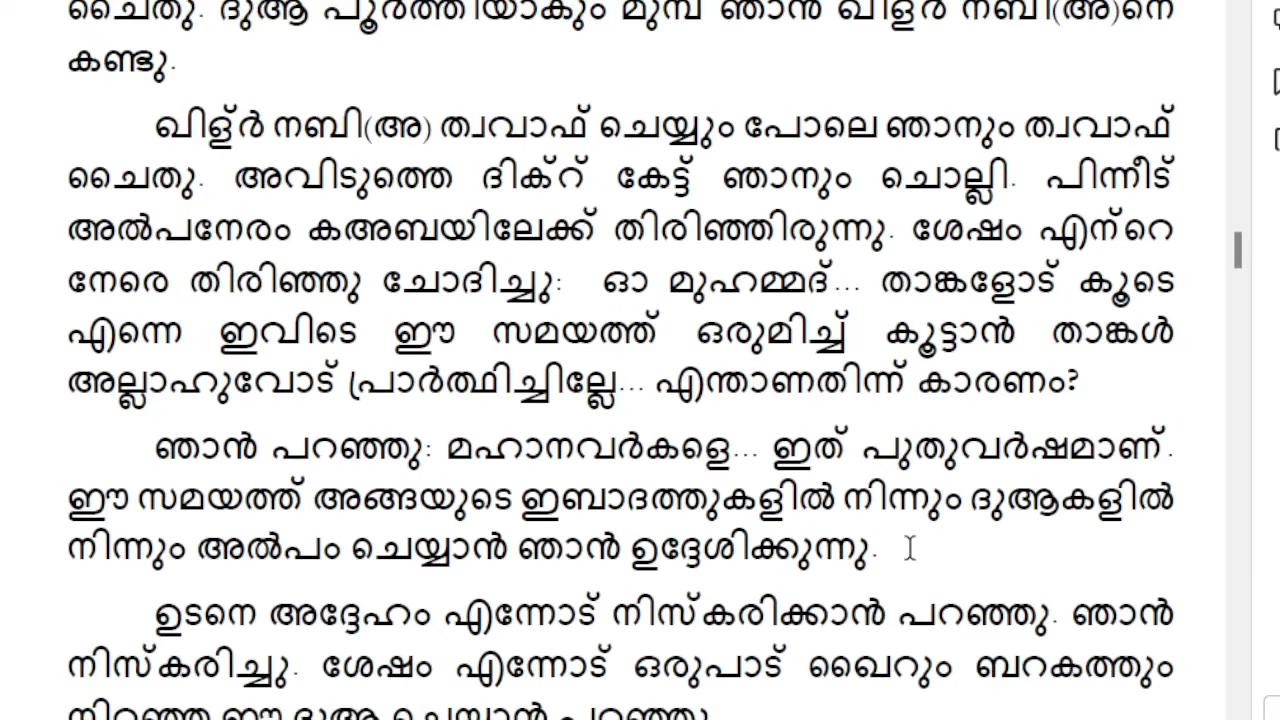 ചൈതു. ദുആ പൂർത്തിയാകും മുമ്പ് ഞാൻ ഖിള്ർ നബി(അ)നെ
കണ്ടു.
ഖിള്ർ നബി(അ) ത്വവാഫ് ചെയ്യും പോലെ ഞാനും ത്വവാഫ്
ചൈതു. അവിടുത്തെ ദിക്റ് കേട്ട് ഞാനും ചൊല്ലി. പിന്നീട്
അൽപനേരം കഅബയിലേക്ക് തിരിഞ്ഞിരുന്നു. ശേഷം എന്റെ
നേരെ തിരിഞ്ഞു ചോദിച്ചു: ഓ മുഹമ്മദ്... താങ്കളോട് കൂടെ
എന്നെ ഇവിടെ ഈ സമയത്ത് ഒരുമിച്ച് കൂട്ടാൻ താങ്കൾ
അല്ലാഹുവോട് പ്രാർത്ഥിച്ചില്ലേ... എന്താണതിന്ന് കാരണം?
ഞാൻ പറഞ്ഞു: മഹാനവർകളെ... ഇത് പുതുവർഷമാണ്.
ഈ സമയത്ത് അങ്ങയുടെ ഇബാദത്തുകളിൽ നിന്നും ദുആകളിൽ
നിന്നും അൽപം ചെയ്യാൻ ഞാൻ ഉദ്ദേശിക്കുന്നു.
ഉടനെ അദ്ദേഹം എന്നോട് നിസ്കരിക്കാൻ പറഞ്ഞു. ഞാൻ
നിസ്കരിച്ചു. ശേഷം എന്നോട് ഒരുപാട് ഖൈറും ബറകത്തും
നിറഞ്ഞ ഈ ദുആ ചെയ്യാൻ പറഞ്ഞു